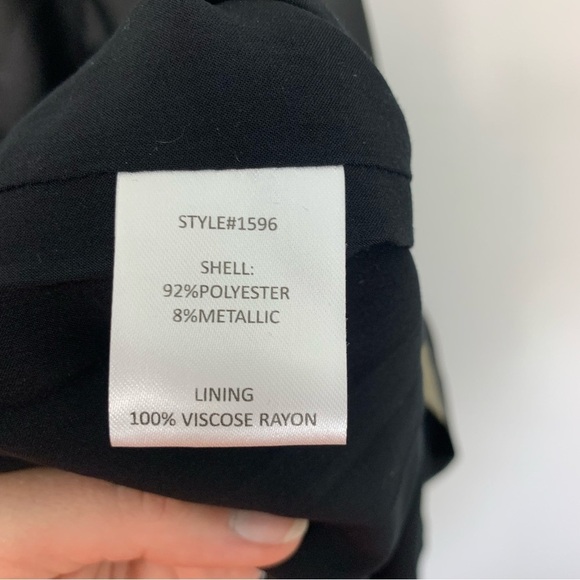 STYLE#1596
SHELL:
92%POLYESTER
8%METALLIC
LINING
100% VISCOSE RAYON